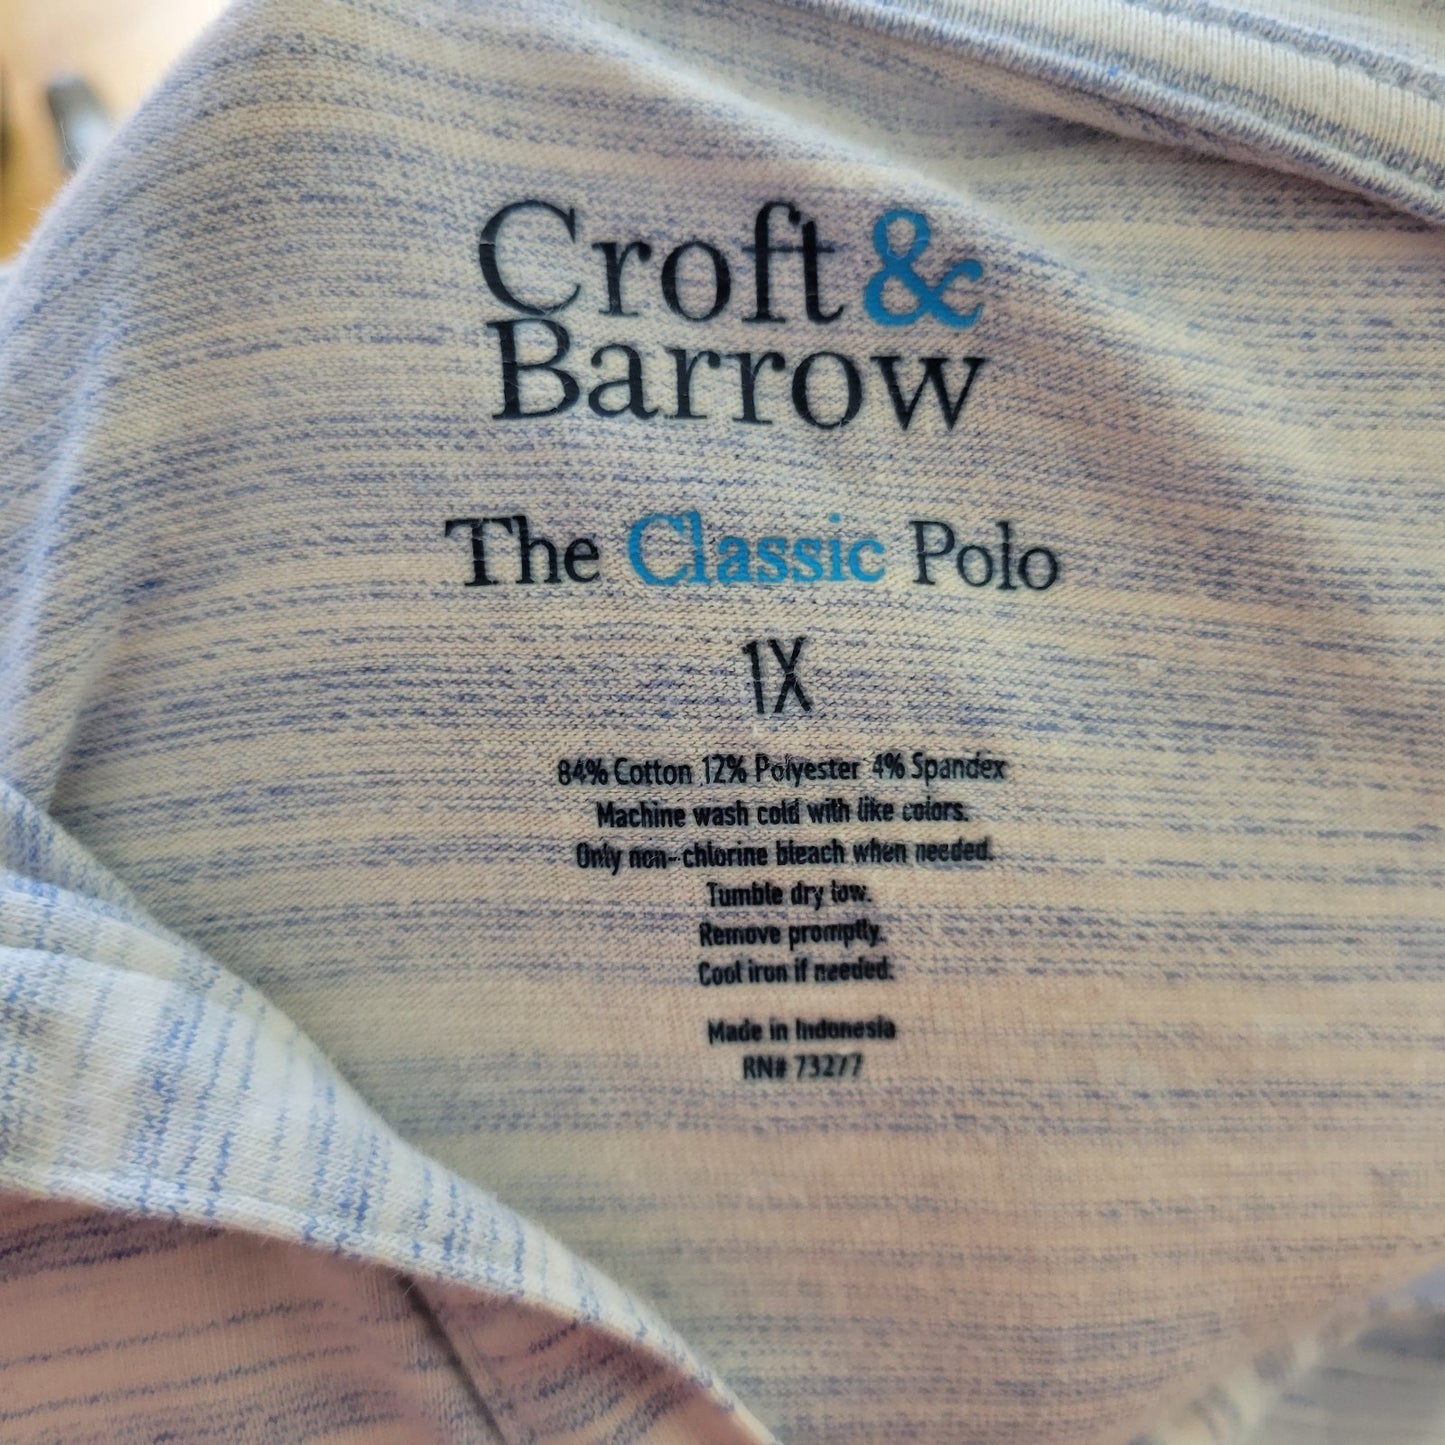 Croft &
Barrow
The Classic Polo
1X
84% Cotton 12% Polyester 4% Spandex
Machine wash cold with like colors.
Only non-chlorine bleach when needed.
Tumble dry low.
Remove promptly.
Cool iron if needed.
Made in Indonesia
RN# 73277